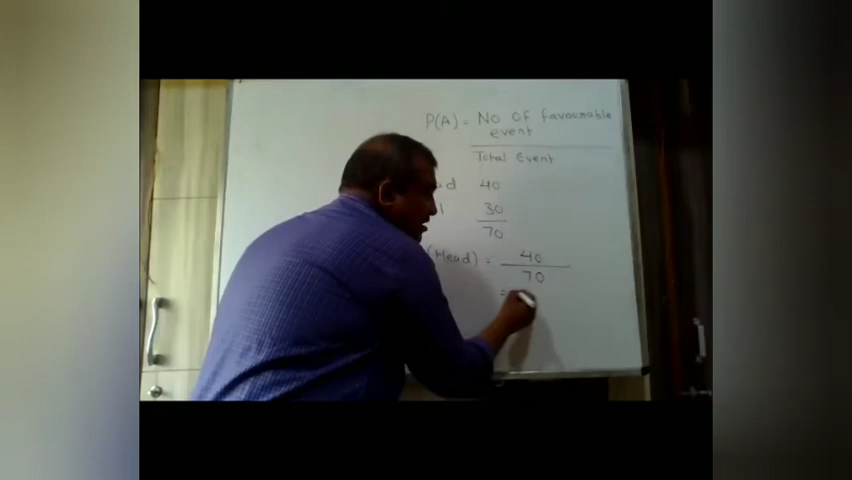 P(A) = No of favourable
event
Total Event
d 40
l 30
70
(Head) = 40
70
=